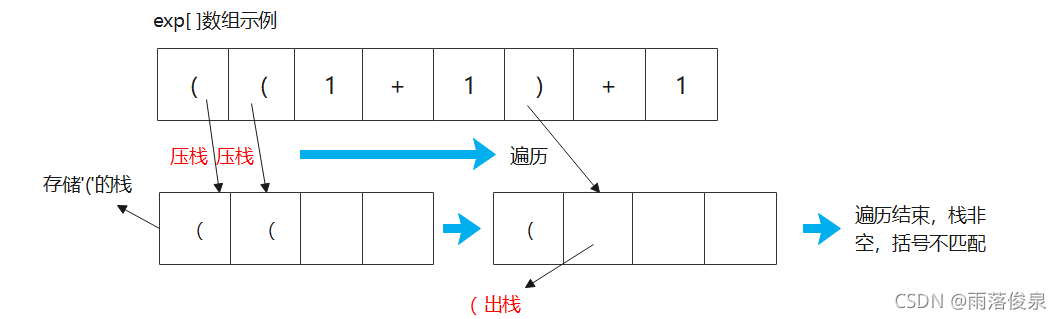 exp[ ]数组示例
( ( 1 + 1 ) + 1
压栈 压栈 遍历
存储'('的栈
( ( (
遍历结束，栈非
空，括号不匹配
( 出栈
CSDN @雨落俊泉